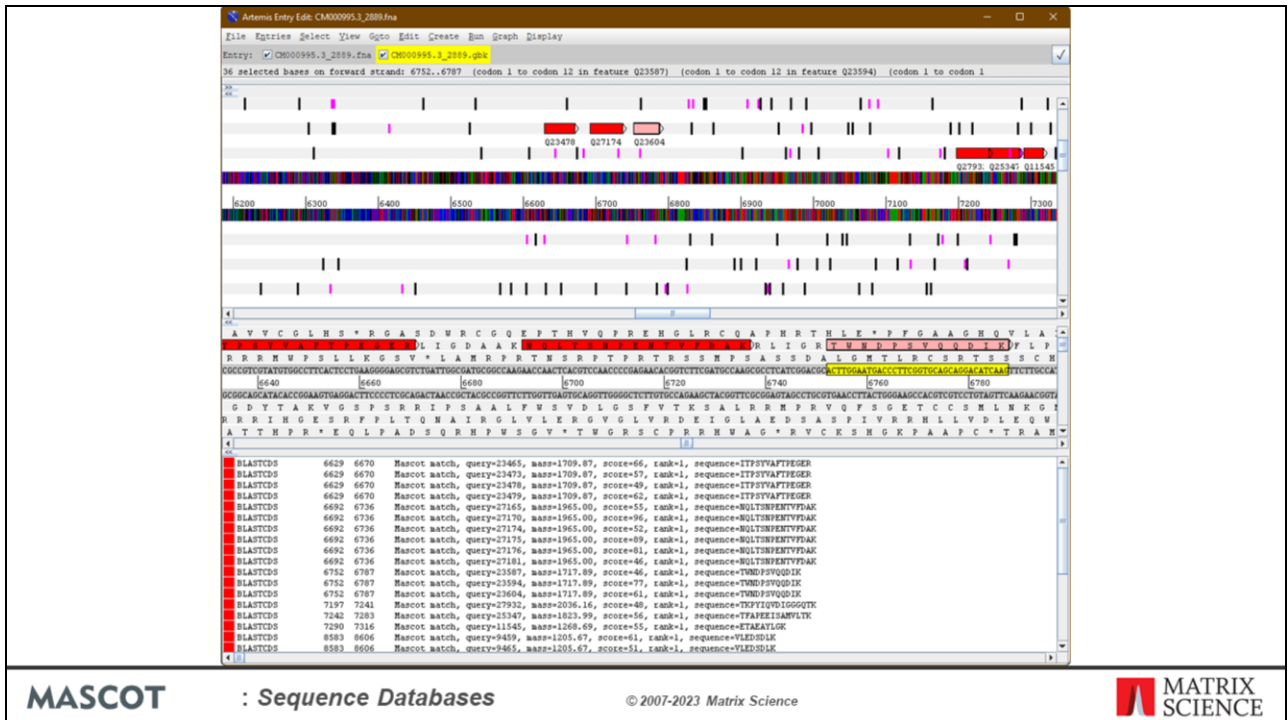 Artemis Entry Edit: CM000995.3_2889.fna
File Entries Select View Goto Edit Create Run Graph Display
Entry: CM000995.3_2889.fna CM000995.3_2889.gbk
36 selected bases on forward strand: 6752..6787 (codon 1 to codon 12 in feature Q23587) (codon 1 to codon 12 in feature Q23594) (codon 1 to codon 1
Q23478 Q27174 Q23604
Q2793 Q25347 Q11545
6200 6300 6400 6500 6600 6700 6800 6900 7000 7100 7200 7300
A V V C G L H S * R G A S D W R C G Q E P T H V Q P R E H G L R C Q A P H R T H L E * P F G A A G H Q V L A
T P S Y V A F T P E G E R L I G D A A K N Q L T S N P E N T V F D A K R L I G R T W N D P S V Q Q D I K F L P
R R R M W P S L L K G S V * L A M R P R T N S R P T P R T R S S M P S A S S D A L G M T L R C S R T S S S C H
CGCCGTCGTATGTGGCCTTCACTCCTGAAGGGGAGCGTCTGATTGGCGATGCGGCCAAGAACCAACTCACGTCCAACCCCGAGAACACGGTCTTCGATGCCAAGCGCCTCATCGGACGCACTTGGAATGACCCTTCGGTGCAGCAGGACATCAAGTTCTTGCCA
6640 6660 6680 6700 6720 6740 6760 6780
GCGGCAGCATACACCGGAAGTGAGGACTTCCCCTCGCAGACTAACCGCTACGCCGGTTCTTGGTTGAGTGCAGGTTGGGGCTCTTGTGCCAGAAGCTACGGTTCGCGGAGTAGCCTGCGTGAACCTTACTGGGAAGCCACGTCGTCCTGTAGTTCAAGAACGGTA
G D Y T A K V G S P S R R I P S A A L F W S V D L G S F V T K S A L R R M P R V Q F S G E T C C S M L N K G
R R I H G E S R F P L T Q N A I R G L V L E R G V G L V R D E I G L A E D S A S P I V R R H L L V D L E Q W
A T T H P R * E Q L P A D S Q R H P W S G V * T W G R S C P R R H W A G * R V C K S H G K P A A P C * T R A M
BLASTCDS 6629 6670 Mascot match, query=23465, mass=1709.87, score=66, rank=1, sequence=ITPSYVAFTPEGER
BLASTCDS 6629 6670 Mascot match, query=23473, mass=1709.87, score=57, rank=1, sequence=ITPSYVAFTPEGER
BLASTCDS 6629 6670 Mascot match, query=23478, mass=1709.87, score=49, rank=1, sequence=ITPSYVAFTPEGER
BLASTCDS 6629 6670 Mascot match, query=23479, mass=1709.87, score=62, rank=1, sequence=ITPSYVAFTPEGER
BLASTCDS 6692 6736 Mascot match, query=27165, mass=1965.00, score=55, rank=1, sequence=NQLTSNPENTVFDAK
BLASTCDS 6692 6736 Mascot match, query=27170, mass=1965.00, score=96, rank=1, sequence=NQLTSNPENTVFDAK
BLASTCDS 6692 6736 Mascot match, query=27174, mass=1965.00, score=52, rank=1, sequence=NQLTSNPENTVFDAK
BLASTCDS 6692 6736 Mascot match, query=27175, mass=1965.00, score=89, rank=1, sequence=NQLTSNPENTVFDAK
BLASTCDS 6692 6736 Mascot match, query=27176, mass=1965.00, score=81, rank=1, sequence=NQLTSNPENTVFDAK
BLASTCDS 6692 6736 Mascot match, query=27181, mass=1965.00, score=46, rank=1, sequence=NQLTSNPENTVFDAK
BLASTCDS 6752 6787 Mascot match, query=23587, mass=1717.89, score=46, rank=1, sequence=TWNDPSVQQDIK
BLASTCDS 6752 6787 Mascot match, query=23594, mass=1717.89, score=77, rank=1, sequence=TWNDPSVQQDIK
BLASTCDS 6752 6787 Mascot match, query=23604, mass=1717.89, score=61, rank=1, sequence=TWNDPSVQQDIK
BLASTCDS 7197 7241 Mascot match, query=27932, mass=2036.16, score=48, rank=1, sequence=TKPYIQVDIGGGQTK
BLASTCDS 7242 7283 Mascot match, query=25347, mass=1823.99, score=56, rank=1, sequence=TFAPEEISAMVLTK
BLASTCDS 7290 7316 Mascot match, query=11545, mass=1268.69, score=55, rank=1, sequence=ETAEAYLGK
BLASTCDS 8583 8606 Mascot match, query=9459, mass=1205.67, score=61, rank=1, sequence=VLEDSDLK
BLASTCDS 8583 8606 Mascot match, query=9465, mass=1205.67, score=51, rank=1, sequence=VLEDSDLK
MASCOT : Sequence Databases © 2007-2023 Matrix Science MATRIX
SCIENCE